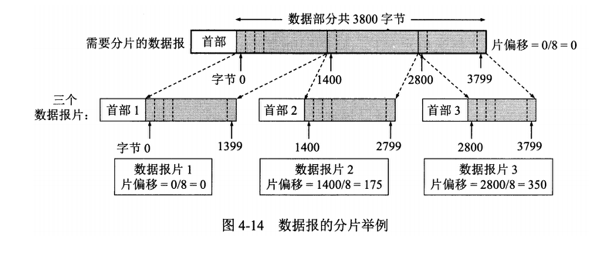 数据部分共 3800 字节
需要分片的数据报 首部 片偏移 = 0/8 = 0
字节 0 1400 2800 3799
三个
数据报片：
首部 1 首部 2 首部 3
字节 0 1399 1400 2799 2800 3799
数据报片 1 数据报片 2 数据报片 3
片偏移 = 0/8 = 0 片偏移 = 1400/8 = 175 片偏移 = 2800/8 = 350
图 4-14 数据报的分片举例